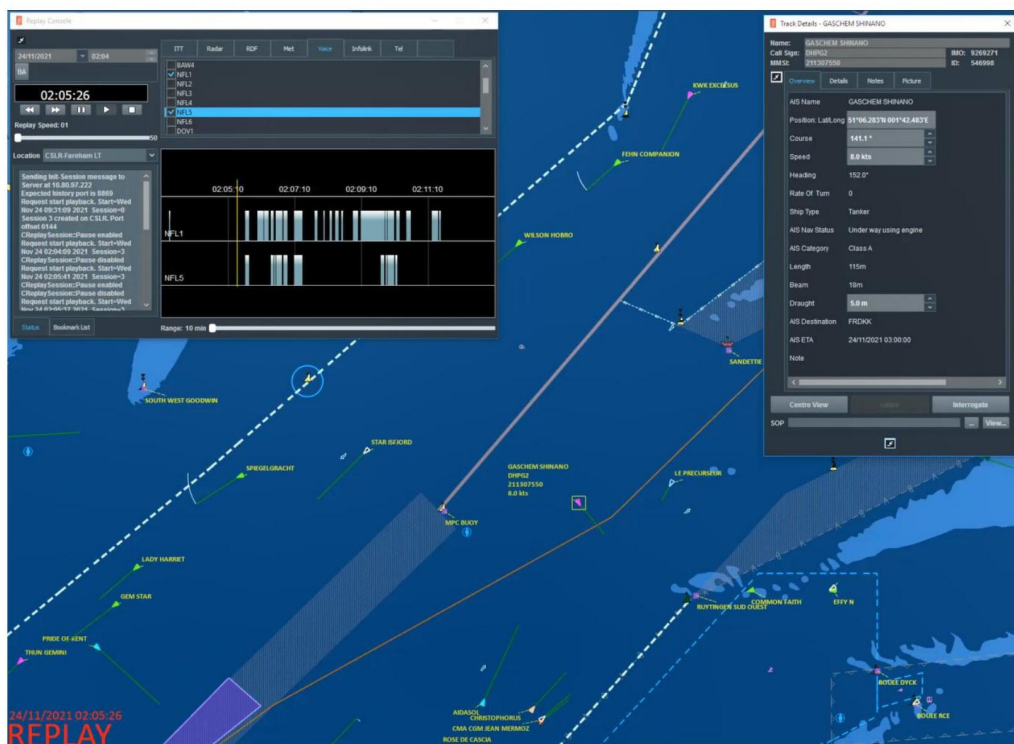 Replay Console
24/11/2021
02:04
BA
02:05:26
Replay Speed: 01
50
Location CSLR-Fareham LT
Sending Init-Session message to
Server at 10.80.97.222
Expected history port is 8869
Request start playback. Start=Wed
Nov 24 09:31:09 2021 Session=0
Session 3 created on CSLR. Port
offset 6144
CReplaySession::Pause enabled
Request start playback. Start=Wed
Nov 24 02:04:09 2021 Session=3
CReplaySession::Pause disabled
Request start playback. Start=Wed
Nov 24 02:05:41 2021 Session=3
CReplaySession::Pause enabled
CReplaySession::Pause disabled
Request start playback. Start=Wed
Status Bookmark List
ITT Radar RDF Met Voice Infolink Tel
BAW4
NFL1
NFL2
NFL3
NFL4
NFL5
NFL6
DOV1
02:05:10 02:07:10 02:09:10 02:11:10
NFL1
NFL5
Range: 10 min
Track Details - GASCHEM SHINANO
Name: GASCHEM SHINANO
Call Sign: DHPG2 IMO: 9269271
MMSI: 211307550 ID: 546998
Overview Details Notes Picture
AIS Name GASCHEM SHINANO
Position: Lat/Long 51°06.283'N 001°42.483'E
Course 141.1 °
Speed 8.0 kts
Heading 152.0°
Rate Of Turn 0
Ship Type Tanker
AIS Nav Status Under way using engine
AIS Category Class A
Length 115m
Beam 18m
Draught 5.0 m
AIS Destination FRDKK
AIS ETA 24/11/2021 03:00:00
Note
Centre View Interrogate
SOP ... View...
KWK EXCELSUS
FEHN COMPANION
WILSON HOBRO
SANDETTIE
SOUTH WEST GOODWIN
STAR ISFJORD
SPIEGELGRACHT
GASCHEM SHINANO
DHPG2
211307550
8.0 kts
LE PRECURSEUR
MPC BUOY
LADY HARRIET
GEM STAR
PRIDE OF KENT
THUN GEMINI
RUYTINGEN SUD OUEST
COMMON FAITH
EFFY N
BOULE DYCK
BOULE RCE
AIDASOL
CHRISTOPHORUS
CMA CGM JEAN MERMOZ
ROSE DE CASCIA
24/11/2021 02:05:26
REPLAY